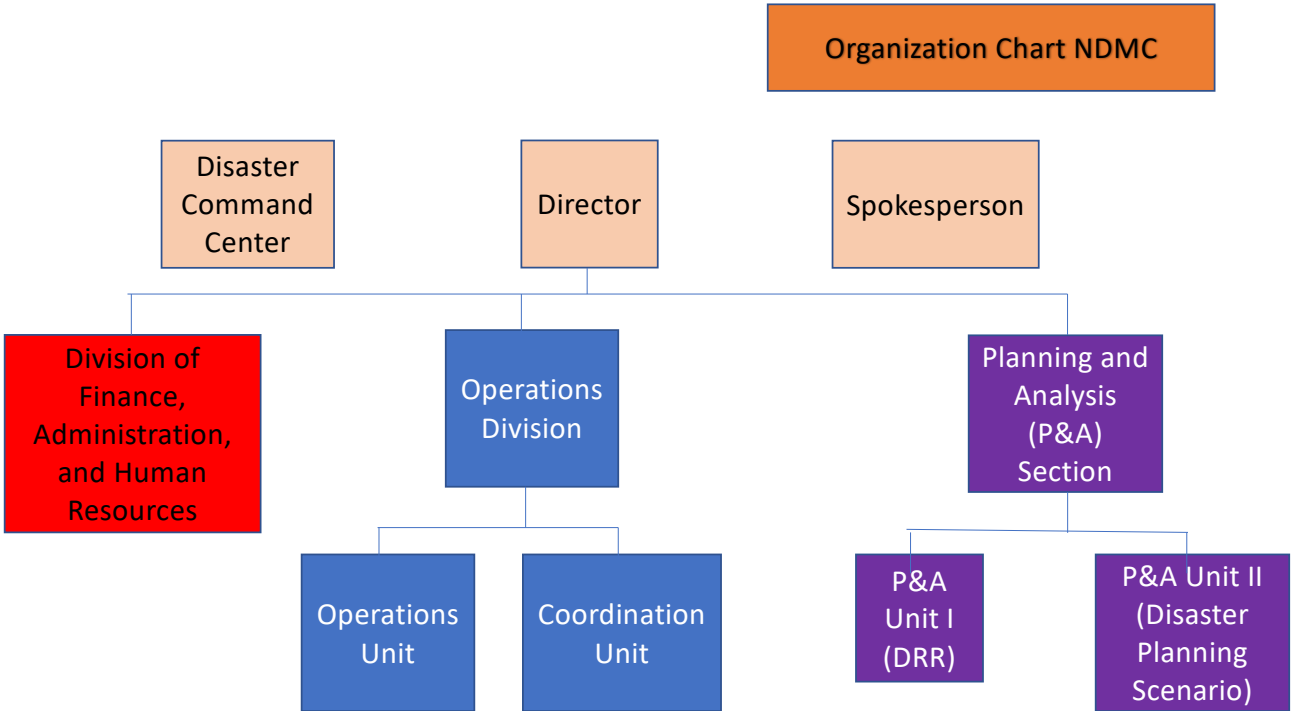 Organization Chart NDMC
Disaster
Command
Center
Director
Spokesperson
Division of
Finance,
Administration,
and Human
Resources
Operations
Division
Planning and
Analysis
(P&A)
Section
Operations
Unit
Coordination
Unit
P&A
Unit I
(DRR)
P&A Unit II
(Disaster
Planning
Scenario)